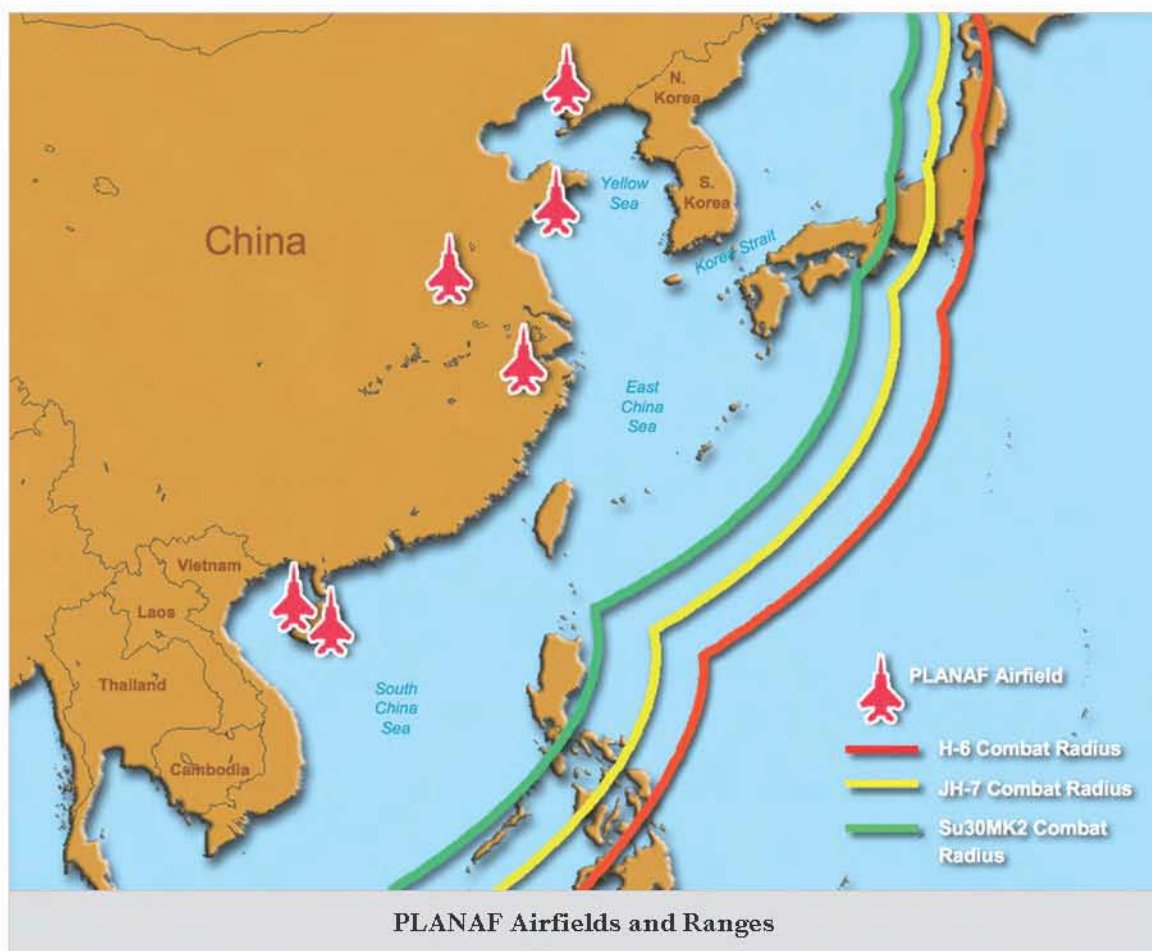 N.
Korea
Yellow
Sea
S.
Korea
China
Korea Strait
East
China
Sea
Vietnam
Laos
Thailand
South
China
Sea
Cambodia
PLANAF Airfield
H-6 Combat Radius
JH-7 Combat Radius
Su30MK2 Combat
Radius
PLANAF Airfields and Ranges